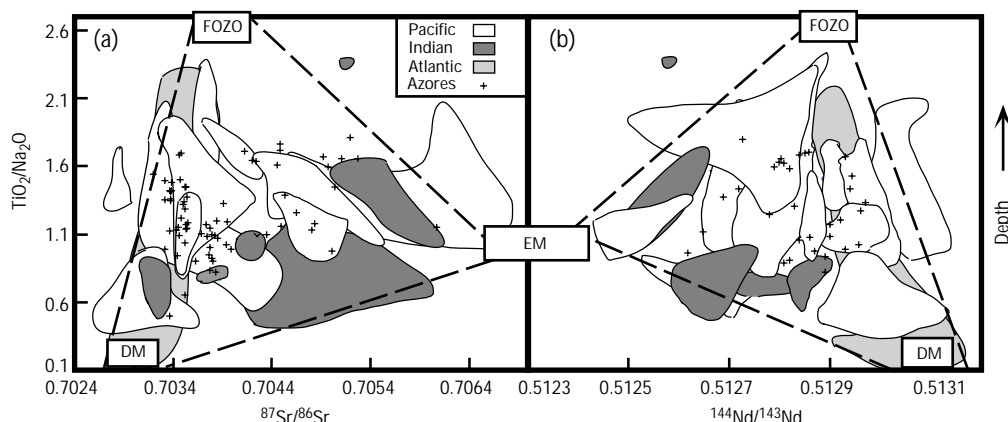 2.6
2.1
1.6
1.1
0.6
0.1
TiO2/Na2O
(a)
FOZO
Pacific
Indian
Atlantic
Azores
(b)
FOZO
Depth
EM
DM
DM
0.7024 0.7034 0.7044 0.7054 0.7064 0.5123 0.5125 0.5127 0.5129 0.5131
87Sr/86Sr
144Nd/143Nd